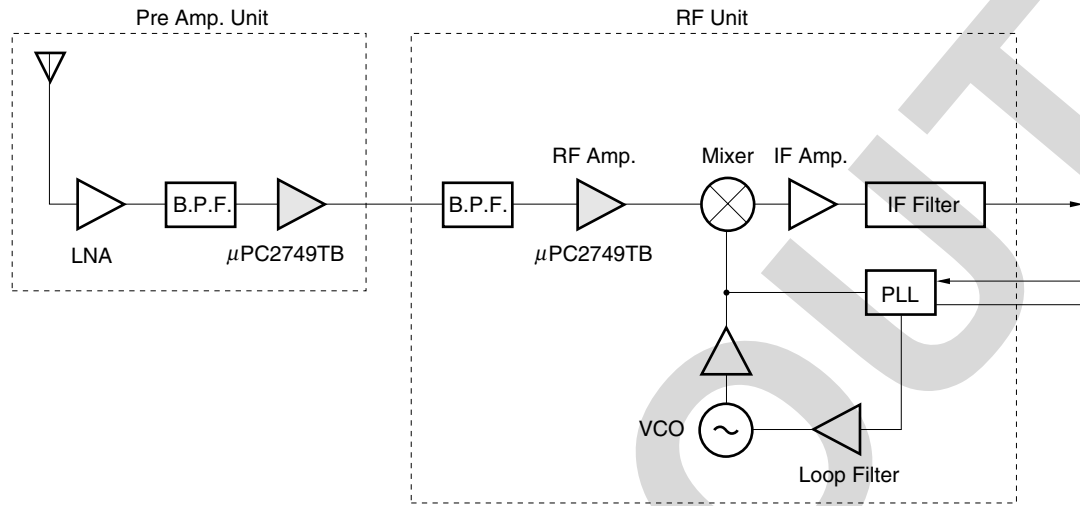 Pre Amp. Unit
RF Unit
RF Amp.
Mixer
IF Amp.
B.P.F.
B.P.F.
IF Filter
LNA
μPC2749TB
μPC2749TB
PLL
VCO
Loop Filter
OUT